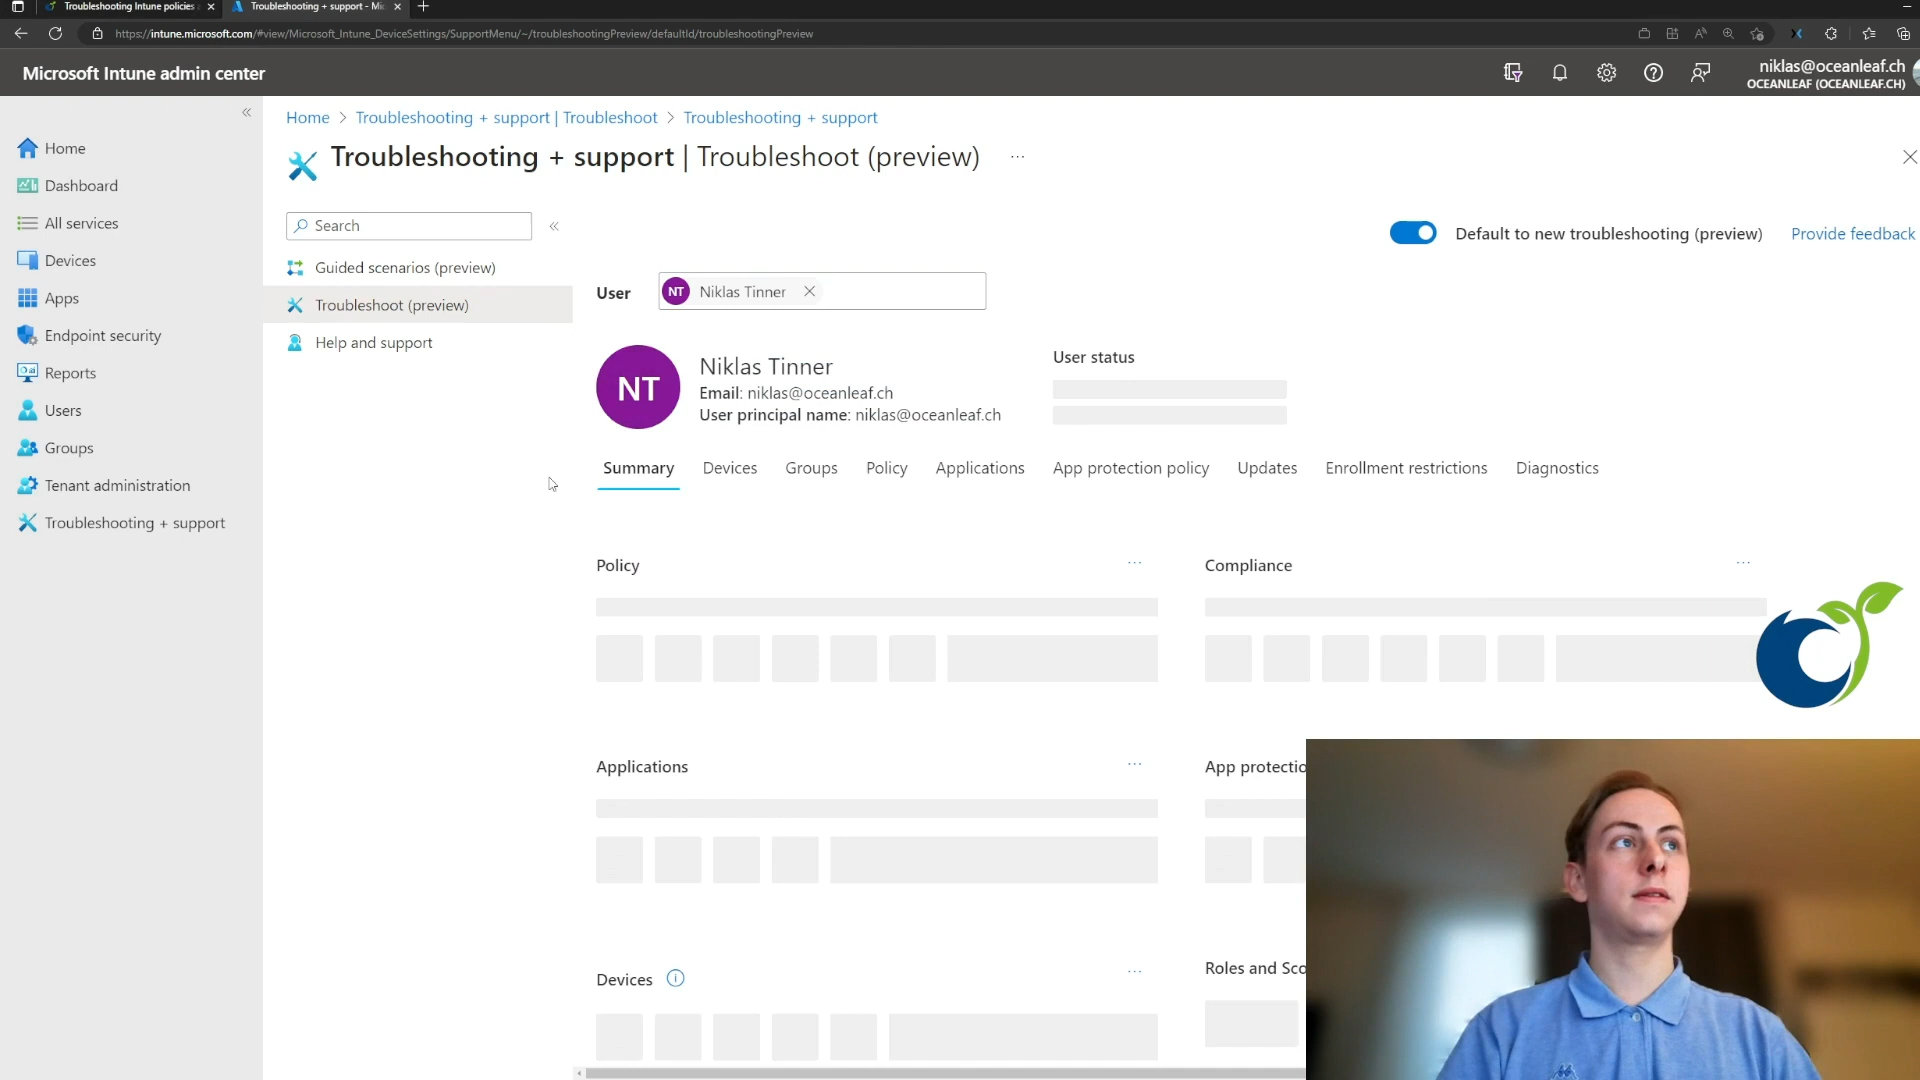 Troubleshooting Intune policies
Troubleshooting + support - Mic
https://intune.microsoft.com/#view/Microsoft_Intune_DeviceSettings/SupportMenu/~/troubleshootingPreview/defaultId/troubleshootingPreview
Microsoft Intune admin center
niklas@oceanleaf.ch
OCEANLEAF (OCEANLEAF.CH)
Home
Dashboard
All services
Devices
Apps
Endpoint security
Reports
Users
Groups
Tenant administration
Troubleshooting + support
Home > Troubleshooting + support | Troubleshoot > Troubleshooting + support
Troubleshooting + support | Troubleshoot (preview) ...
Search
Guided scenarios (preview)
Troubleshoot (preview)
Help and support
Default to new troubleshooting (preview) Provide feedback
User NT Niklas Tinner
NT
Niklas Tinner
Email: niklas@oceanleaf.ch
User principal name: niklas@oceanleaf.ch
User status
Summary Devices Groups Policy Applications App protection policy Updates Enrollment restrictions Diagnostics
Policy ...
Compliance ...
Applications ...
App protectio
Devices ...
Roles and Sco